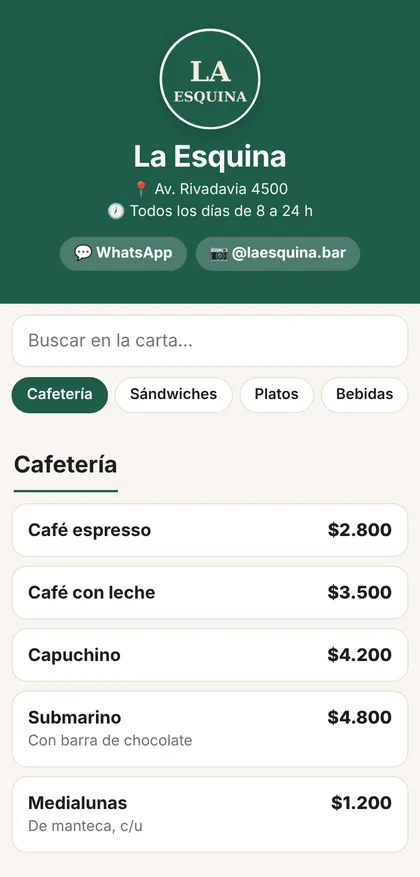 LA
ESQUINA
La Esquina
📍 Av. Rivadavia 4500
🕖 Todos los días de 8 a 24 h
💬 WhatsApp
📷 @laesquina.bar
Buscar en la carta...
Cafetería
Sándwiches
Platos
Bebidas
Cafetería
Café espresso $2.800
Café con leche $3.500
Capuchino $4.200
Submarino $4.800
Con barra de chocolate
Medialunas $1.200
De manteca, c/u